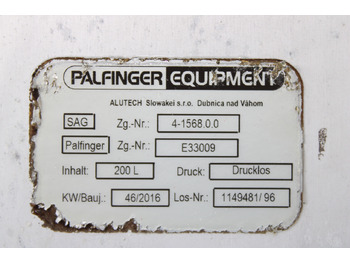 PALFINGER EQUIPMENT
ALUTECH Slowakei s.r.o. Dubnica nad Váhom
SAG Zg.-Nr.: 4-1568.0.0
Palfinger Zg.-Nr.: E33009
Inhalt: 200 L Druck: Drucklos
KW/Bauj.: 46/2016 Los-Nr.: 1149481/ 96